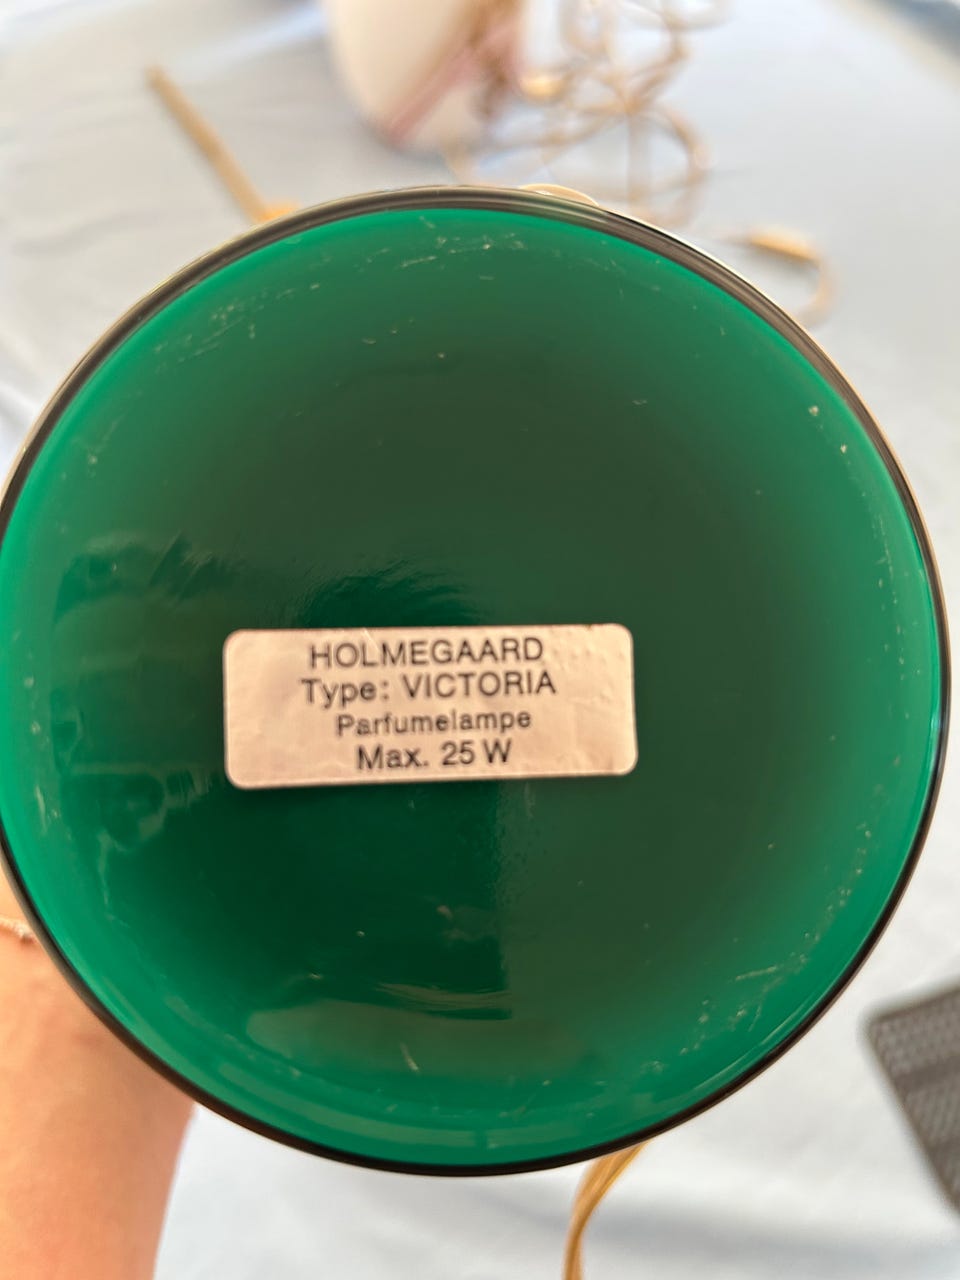 HOLMEGAARD
Type: VICTORIA
Parfumelampe
Max. 25 W